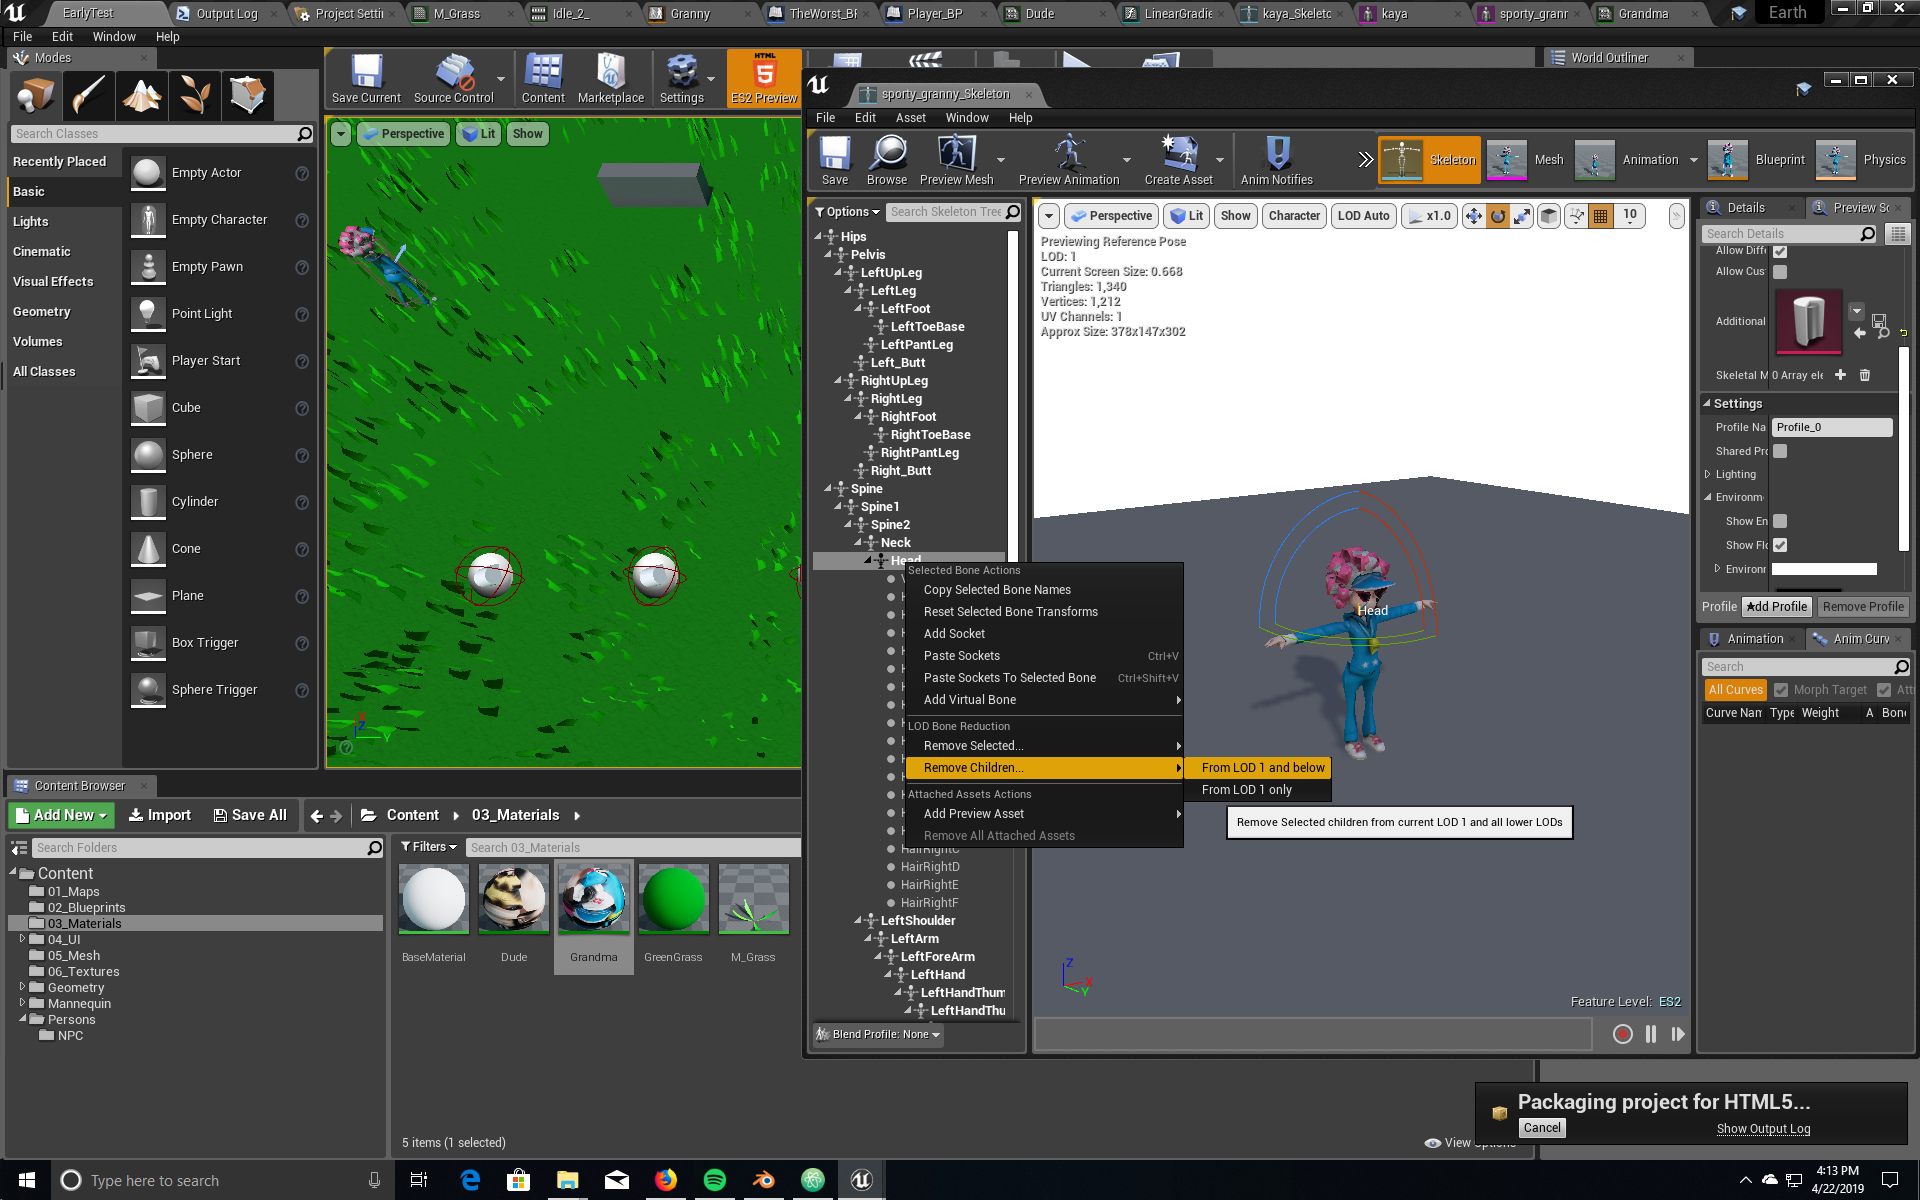 EarlyTest
Output Log
Project Settin
M_Grass
Idle_2_
Granny
TheWorst_BP
Player_BP
Dude
LinearGradie
kaya_Skeletc
kaya
sporty_granr
Grandma
Earth
File Edit Window Help
Modes
World Outliner
Save Current
Source Control
Content
Marketplace
Settings
HTML
ES2 Preview
Search Classes
Recently Placed
Basic
Lights
Cinematic
Visual Effects
Geometry
Volumes
All Classes
Empty Actor
Empty Character
Empty Pawn
Point Light
Player Start
Cube
Sphere
Cylinder
Cone
Plane
Box Trigger
Sphere Trigger
Perspective
Lit
Show
sporty_granny_Skeleton
File Edit Asset Window Help
Save
Browse
Preview Mesh
Preview Animation
Create Asset
Anim Notifies
Skeleton
Mesh
Animation
Blueprint
Physics
Options
Search Skeleton Tree
Hips
Pelvis
LeftUpLeg
LeftLeg
LeftFoot
LeftToeBase
LeftPantLeg
Left_Butt
RightUpLeg
RightLeg
RightFoot
RightToeBase
RightPantLeg
Right_Butt
Spine
Spine1
Spine2
Neck
Head
Selected Bone Actions
Copy Selected Bone Names
Reset Selected Bone Transforms
Add Socket
Paste Sockets Ctrl+V
Paste Sockets To Selected Bone Ctrl+Shift+V
Add Virtual Bone
LOD Bone Reduction
Remove Selected...
Remove Children...
From LOD 1 and below
From LOD 1 only
Remove Selected children from current LOD 1 and all lower LODs
Attached Assets Actions
Add Preview Asset
Remove All Attached Assets
HairRightC
HairRightD
HairRightE
HairRightF
LeftShoulder
LeftArm
LeftForeArm
LeftHand
LeftHandThum
LeftHandThu
Blend Profile: None
Perspective
Lit
Show
Character
LOD Auto
x1.0
10
Previewing Reference Pose
LOD: 1
Current Screen Size: 0.668
Triangles: 1,340
Vertices: 1,212
UV Channels: 1
Approx Size: 378x147x302
Head
Z
X
Y
Feature Level: ES2
Details
Preview Sc
Search Details
Allow Diffe
Allow Cus
Additional
Skeletal M
0 Array ele
Settings
Profile Na
Profile_0
Shared Pro
Lighting
Environme
Show En
Show Flo
Environr
Profile
Add Profile
Remove Profile
Animation
Anim Curv
Search
All Curves
Morph Target
Att
Curve Nam
Type
Weight
A
Bone
Content Browser
Add New
Import
Save All
Content
03_Materials
Search Folders
Filters
Search 03_Materials
Content
01_Maps
02_Blueprints
03_Materials
04_UI
05_Mesh
06_Textures
Geometry
Mannequin
Persons
NPC
BaseMaterial
Dude
Grandma
GreenGrass
M_Grass
5 items (1 selected)
View Options
Packaging project for HTML5...
Cancel
Show Output Log
Type here to search
4:13 PM
4/22/2019